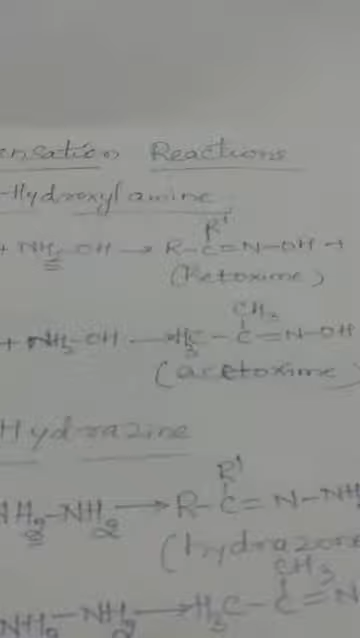 ensation Reactions
-Hydroxylamine
R'
+ NH2-OH → R-C=N-OH +
(Ketoxime)
CH3
+ NH2-OH → H3C-C=N-OH
(acetoxime)
Hydrazine
R'
NH2-NH2 → R-C=N-NH
(hydrazone
CH3
NH2-NH2 → H3C-C=N